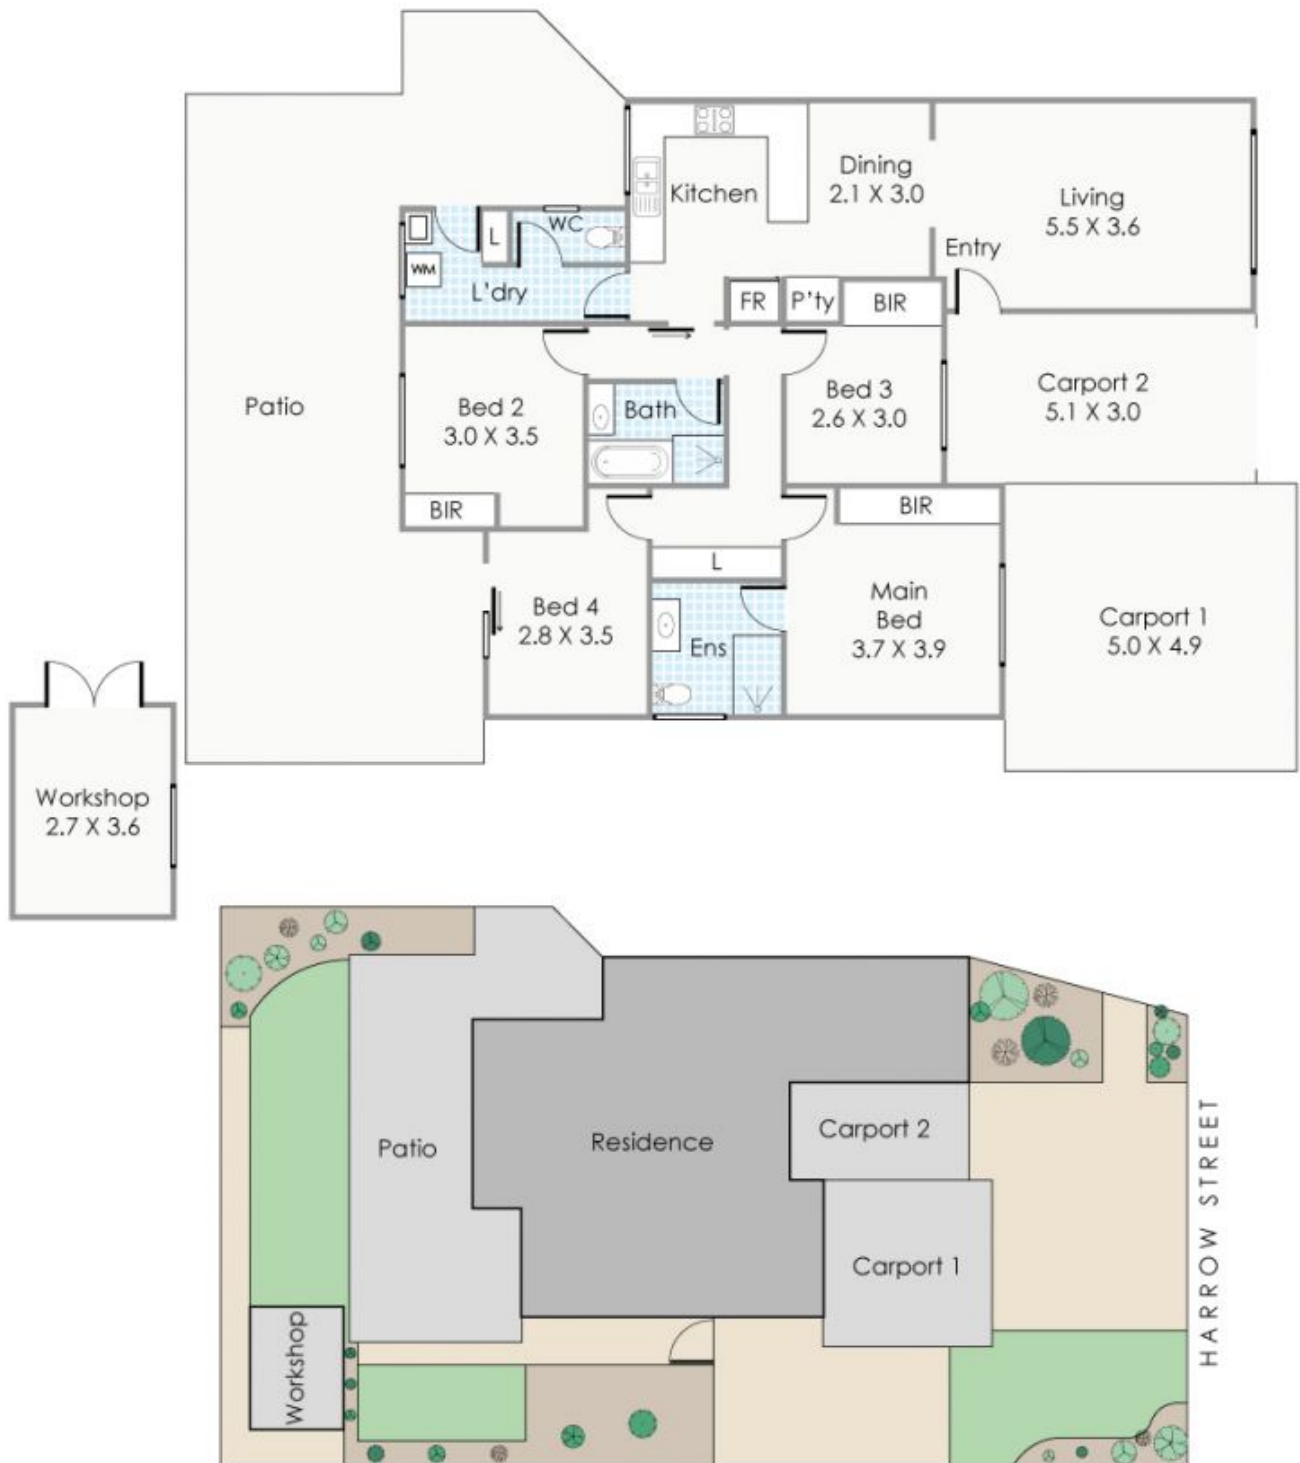 Kitchen
Dining
2.1 X 3.0
Living
5.5 X 3.6
Entry
WC
L
WM
L'dry
FR
P'ty
BIR
Patio
Bed 2
3.0 X 3.5
BIR
Bath
Bed 3
2.6 X 3.0
Carport 2
5.1 X 3.0
BIR
L
Bed 4
2.8 X 3.5
Ens
Main
Bed
3.7 X 3.9
Carport 1
5.0 X 4.9
Workshop
2.7 X 3.6
Patio
Residence
Carport 2
Carport 1
Workshop
HARROW STREET